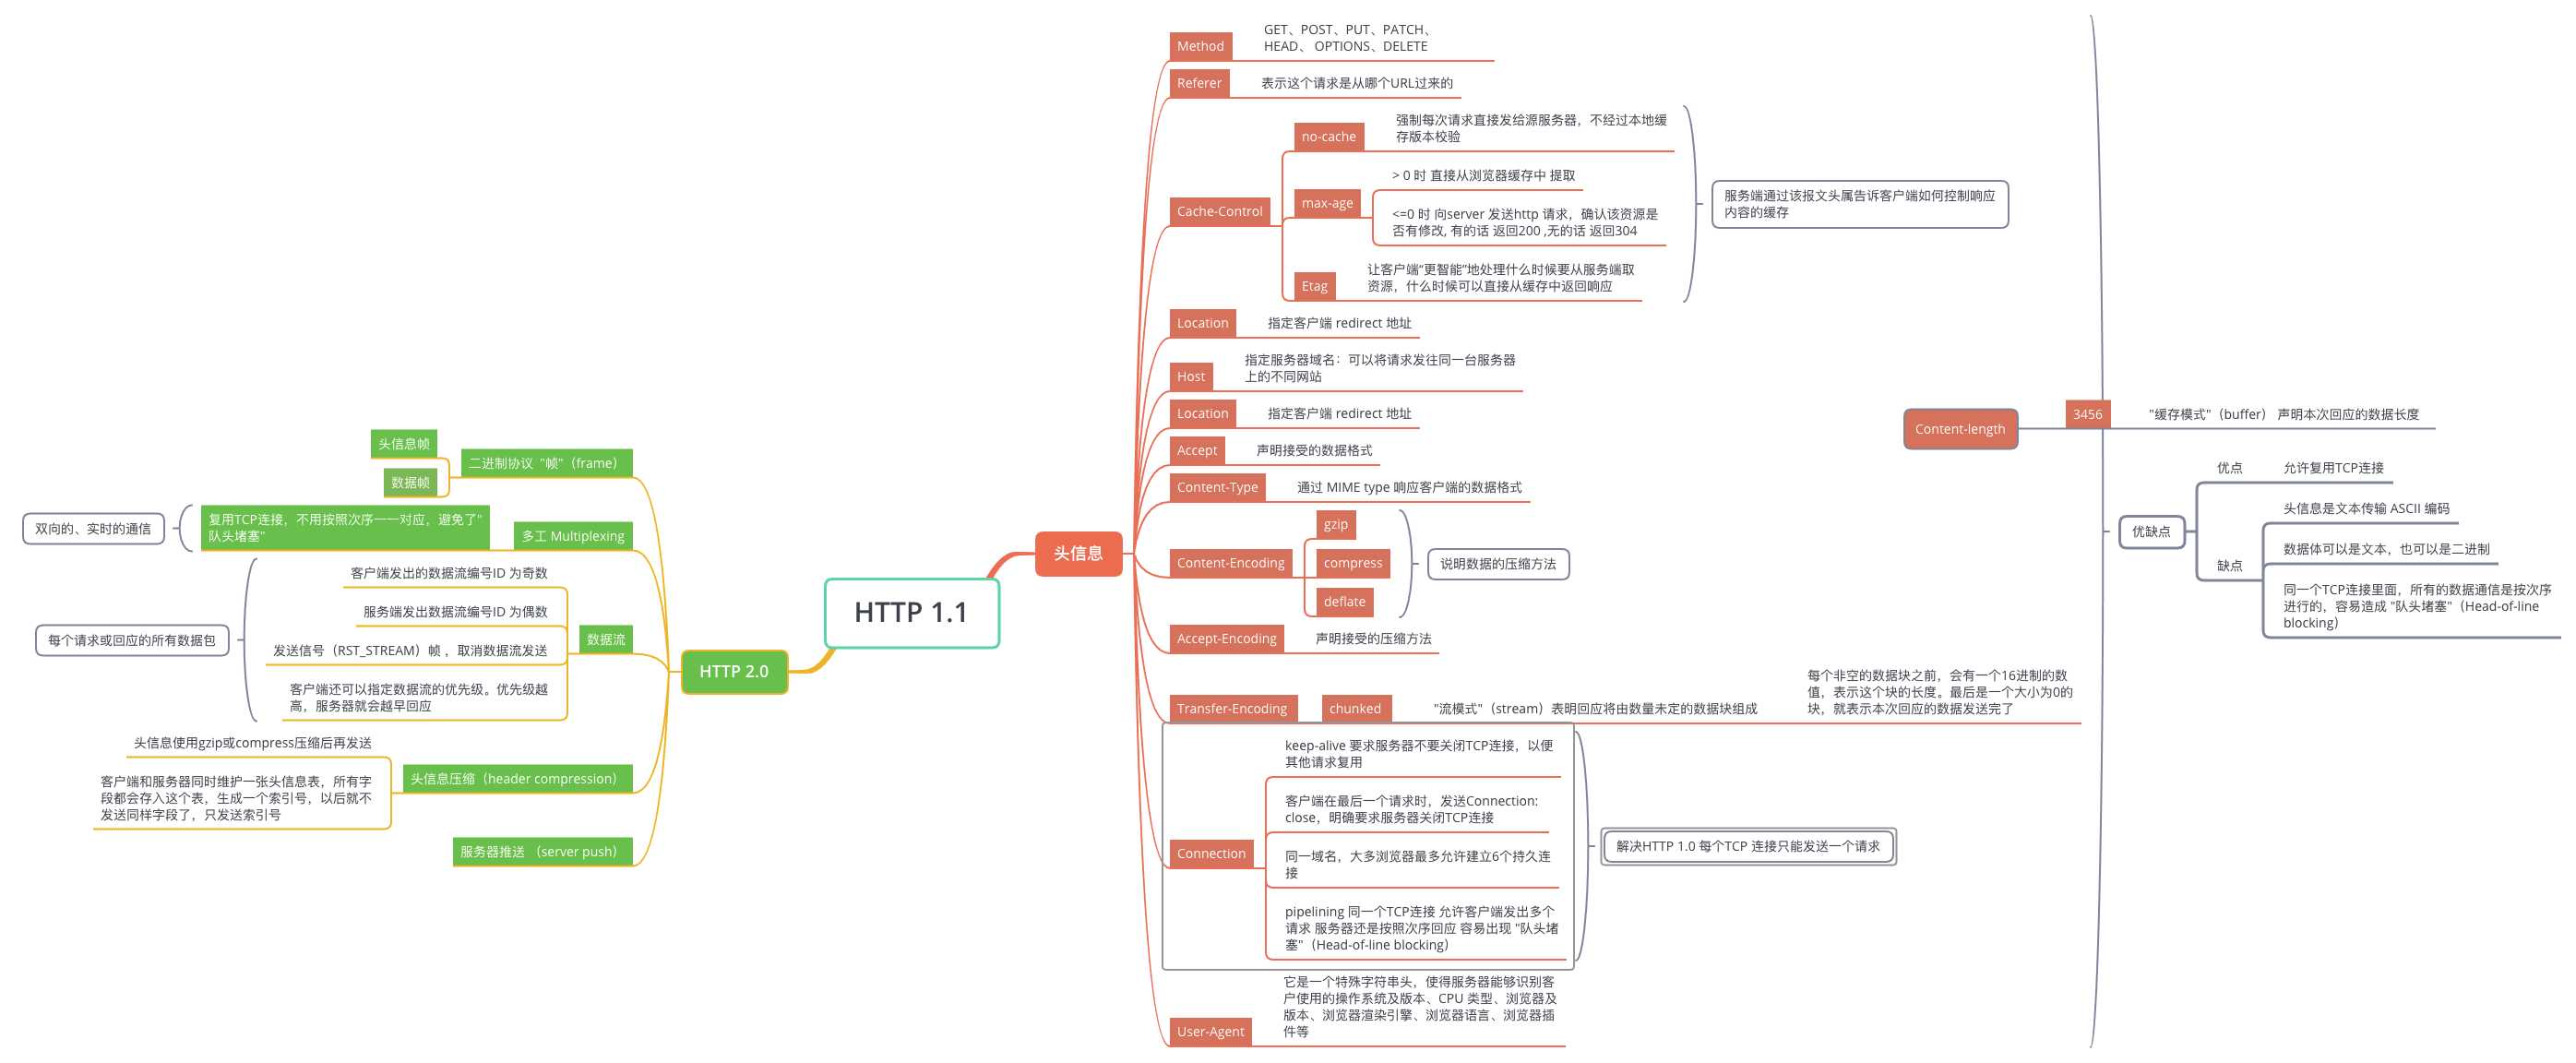 HTTP 1.1
头信息
Method
GET、POST、PUT、PATCH、
HEAD、 OPTIONS、DELETE
Referer
表示这个请求是从哪个URL过来的
Cache-Control
no-cache
强制每次请求直接发给源服务器，不经过本地缓
存版本校验
max-age
> 0 时 直接从浏览器缓存中 提取
<=0 时 向server 发送http 请求，确认该资源是
否有修改, 有的话 返回200 ,无的话 返回304
Etag
让客户端“更智能”地处理什么时候要从服务端取
资源，什么时候可以直接从缓存中返回响应
服务端通过该报文头属告诉客户端如何控制响应
内容的缓存
Location
指定客户端 redirect 地址
Host
指定服务器域名：可以将请求发往同一台服务器
上的不同网站
Location
指定客户端 redirect 地址
Accept
声明接受的数据格式
Content-Type
通过 MIME type 响应客户端的数据格式
Content-Encoding
gzip
compress
deflate
说明数据的压缩方法
Accept-Encoding
声明接受的压缩方法
Transfer-Encoding
chunked
"流模式"（stream）表明回应将由数量未定的数据块组成
每个非空的数据块之前，会有一个16进制的数
值，表示这个块的长度。最后是一个大小为0的
块，就表示本次回应的数据发送完了
Connection
keep-alive 要求服务器不要关闭TCP连接，以便
其他请求复用
客户端在最后一个请求时，发送Connection:
close，明确要求服务器关闭TCP连接
同一域名，大多浏览器最多允许建立6个持久连
接
pipelining 同一个TCP连接 允许客户端发出多个
请求 服务器还是按照次序回应 容易出现 "队头堵
塞"（Head-of-line blocking）
解决HTTP 1.0 每个TCP 连接只能发送一个请求
User-Agent
它是一个特殊字符串头，使得服务器能够识别客
户使用的操作系统及版本、CPU 类型、浏览器及
版本、浏览器渲染引擎、浏览器语言、浏览器插
件等
Content-length
3456
"缓存模式"（buffer） 声明本次回应的数据长度
优缺点
优点
允许复用TCP连接
缺点
头信息是文本传输 ASCII 编码
数据体可以是文本，也可以是二进制
同一个TCP连接里面，所有的数据通信是按次序
进行的，容易造成 "队头堵塞"（Head-of-line
blocking）
HTTP 2.0
二进制协议 "帧"（frame）
头信息帧
数据帧
多工 Multiplexing
复用TCP连接，不用按照次序一一对应，避免了"
队头堵塞"
双向的、实时的通信
数据流
客户端发出的数据流编号ID 为奇数
服务端发出数据流编号ID 为偶数
发送信号（RST_STREAM）帧 ，取消数据流发送
客户端还可以指定数据流的优先级。优先级越
高，服务器就会越早回应
每个请求或回应的所有数据包
头信息压缩（header compression）
头信息使用gzip或compress压缩后再发送
客户端和服务器同时维护一张头信息表，所有字
段都会存入这个表，生成一个索引号，以后就不
发送同样字段了，只发送索引号
服务器推送 （server push）